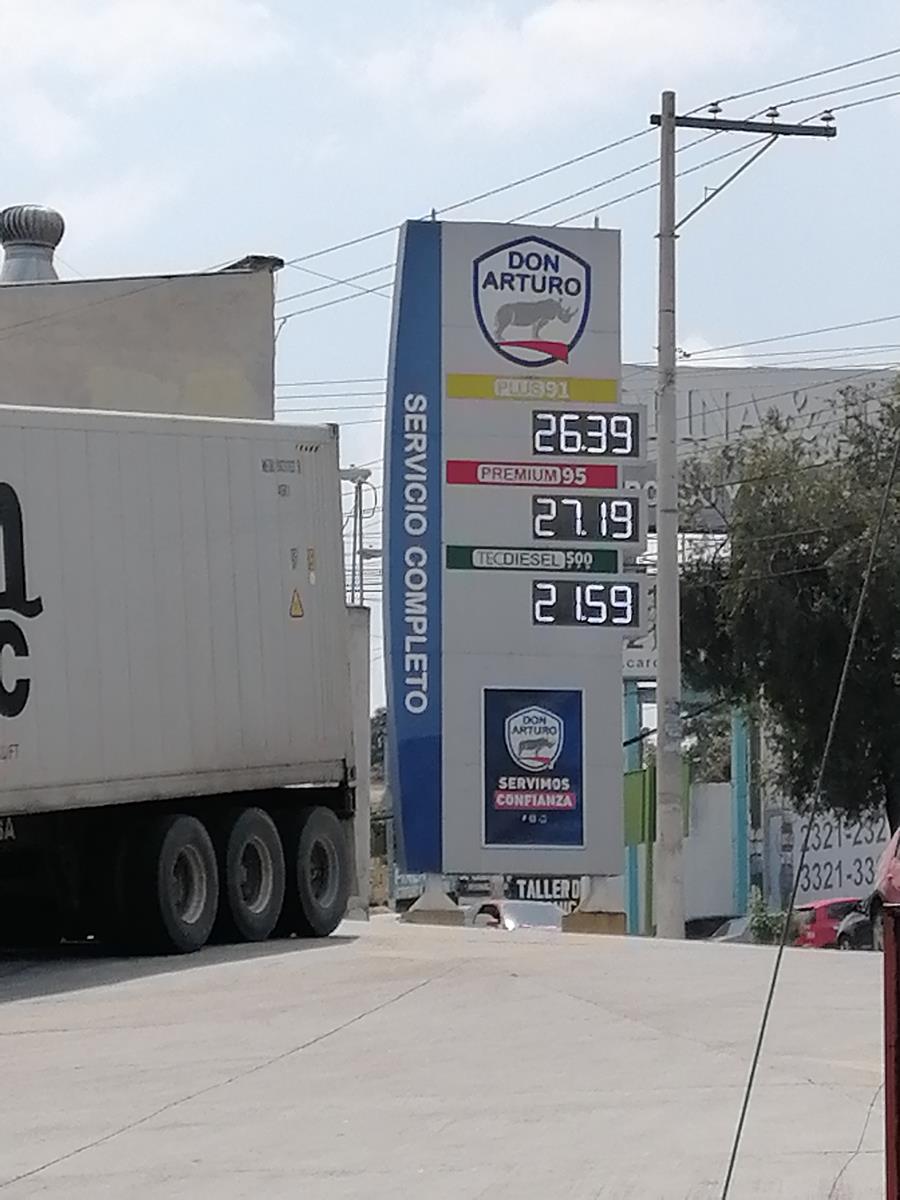 DON
ARTURO
PLUS 91
26.39
PREMIUM 95
27.19
TECDIESEL 500
21.59
SERVICIO COMPLETO
DON
ARTURO
SERVIMOS
CONFIANZA
TALLER
2321-232
3321-33